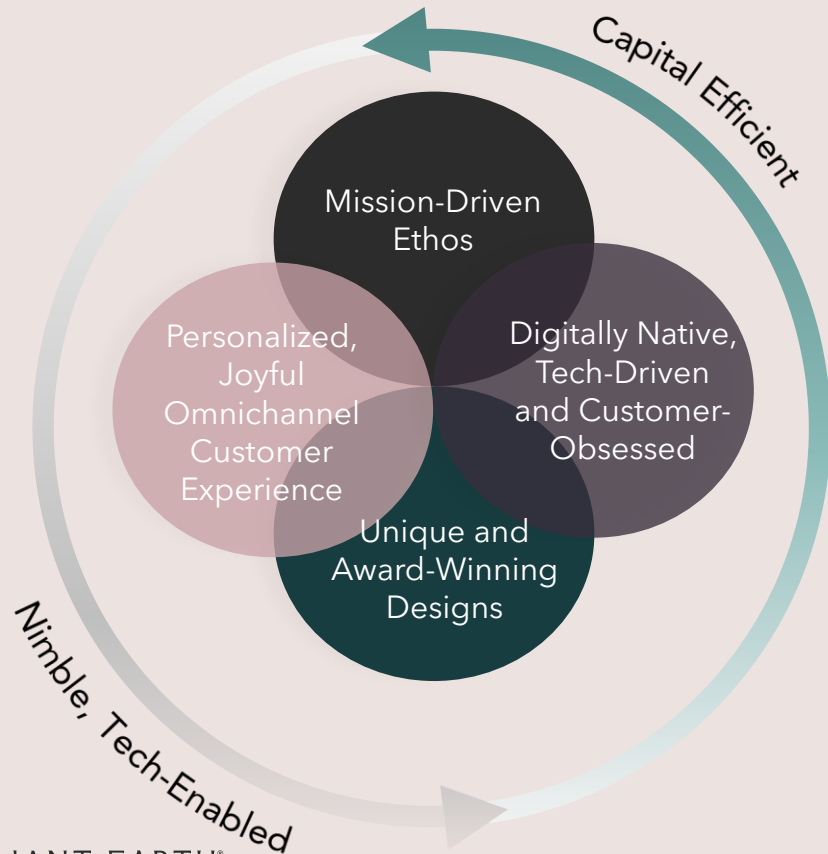 Capital Efficient
Mission-Driven
Ethos
Personalized,
Joyful
Omnichannel
Customer
Experience
Digitally Native,
Tech-Driven
and Customer-
Obsessed
Unique and
Award-Winning
Designs
Nimble, Tech-Enabled